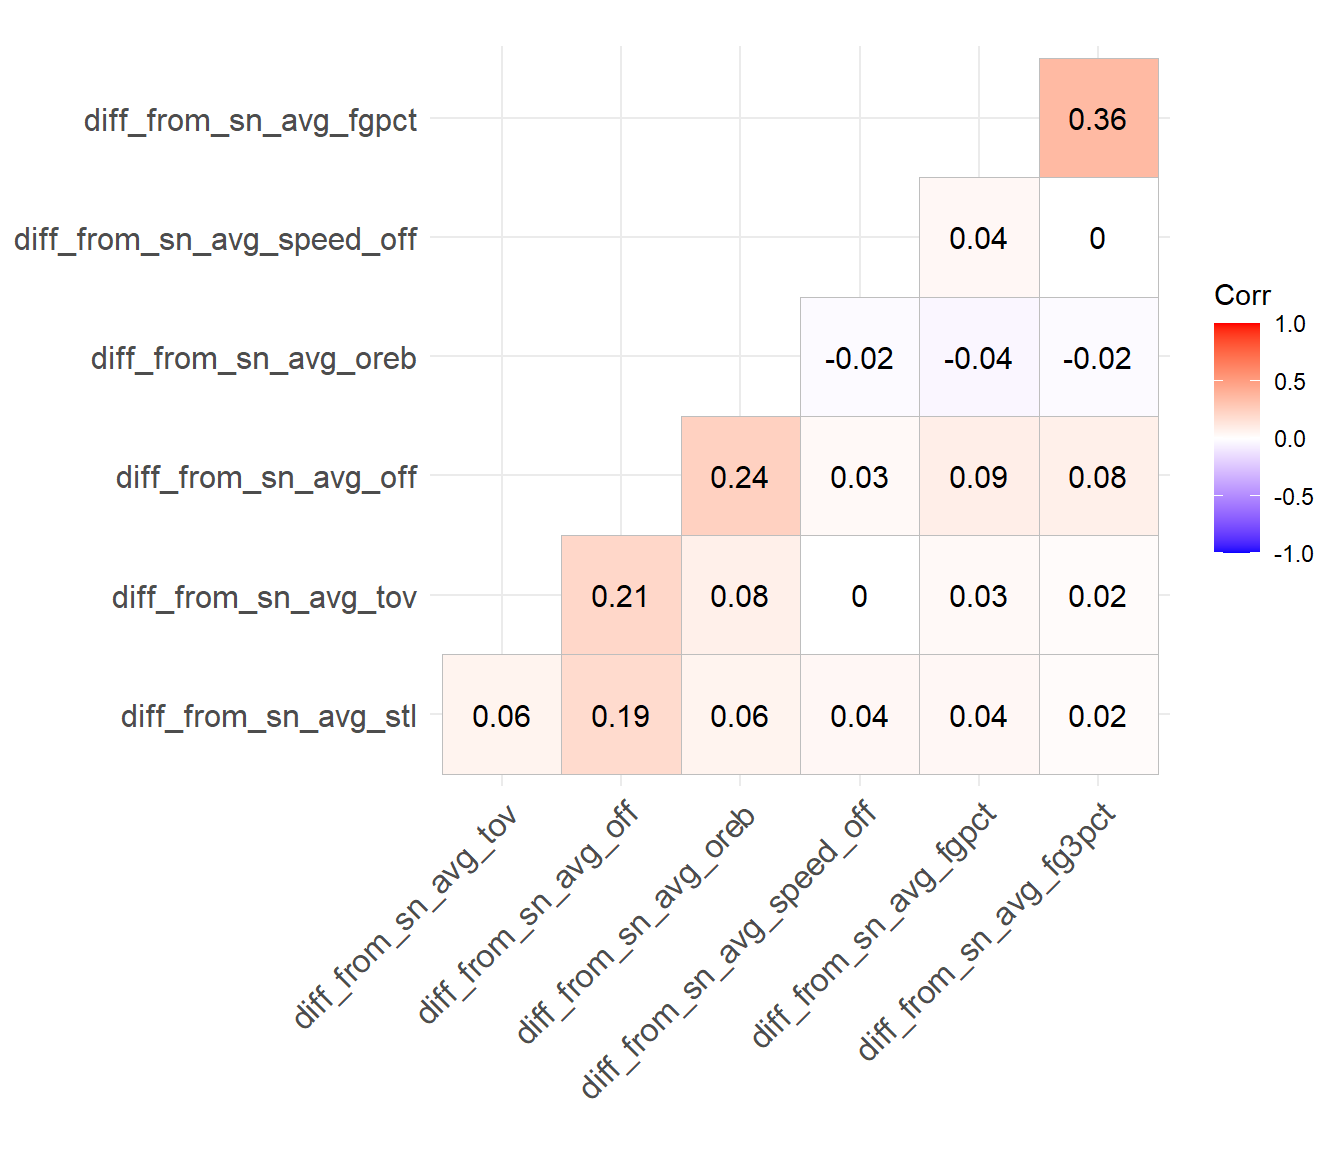 diff_from_sn_avg_fgpct
0.36
diff_from_sn_avg_speed_off
0.04 0
diff_from_sn_avg_oreb
-0.02 -0.04 -0.02
diff_from_sn_avg_off
0.24 0.03 0.09 0.08
diff_from_sn_avg_tov
0.21 0.08 0 0.03 0.02
diff_from_sn_avg_stl
0.06 0.19 0.06 0.04 0.04 0.02
diff_from_sn_avg_tov
diff_from_sn_avg_off
diff_from_sn_avg_oreb
diff_from_sn_avg_speed_off
diff_from_sn_avg_fgpct
diff_from_sn_avg_fg3pct
Corr
1.0
0.5
0.0
-0.5
-1.0